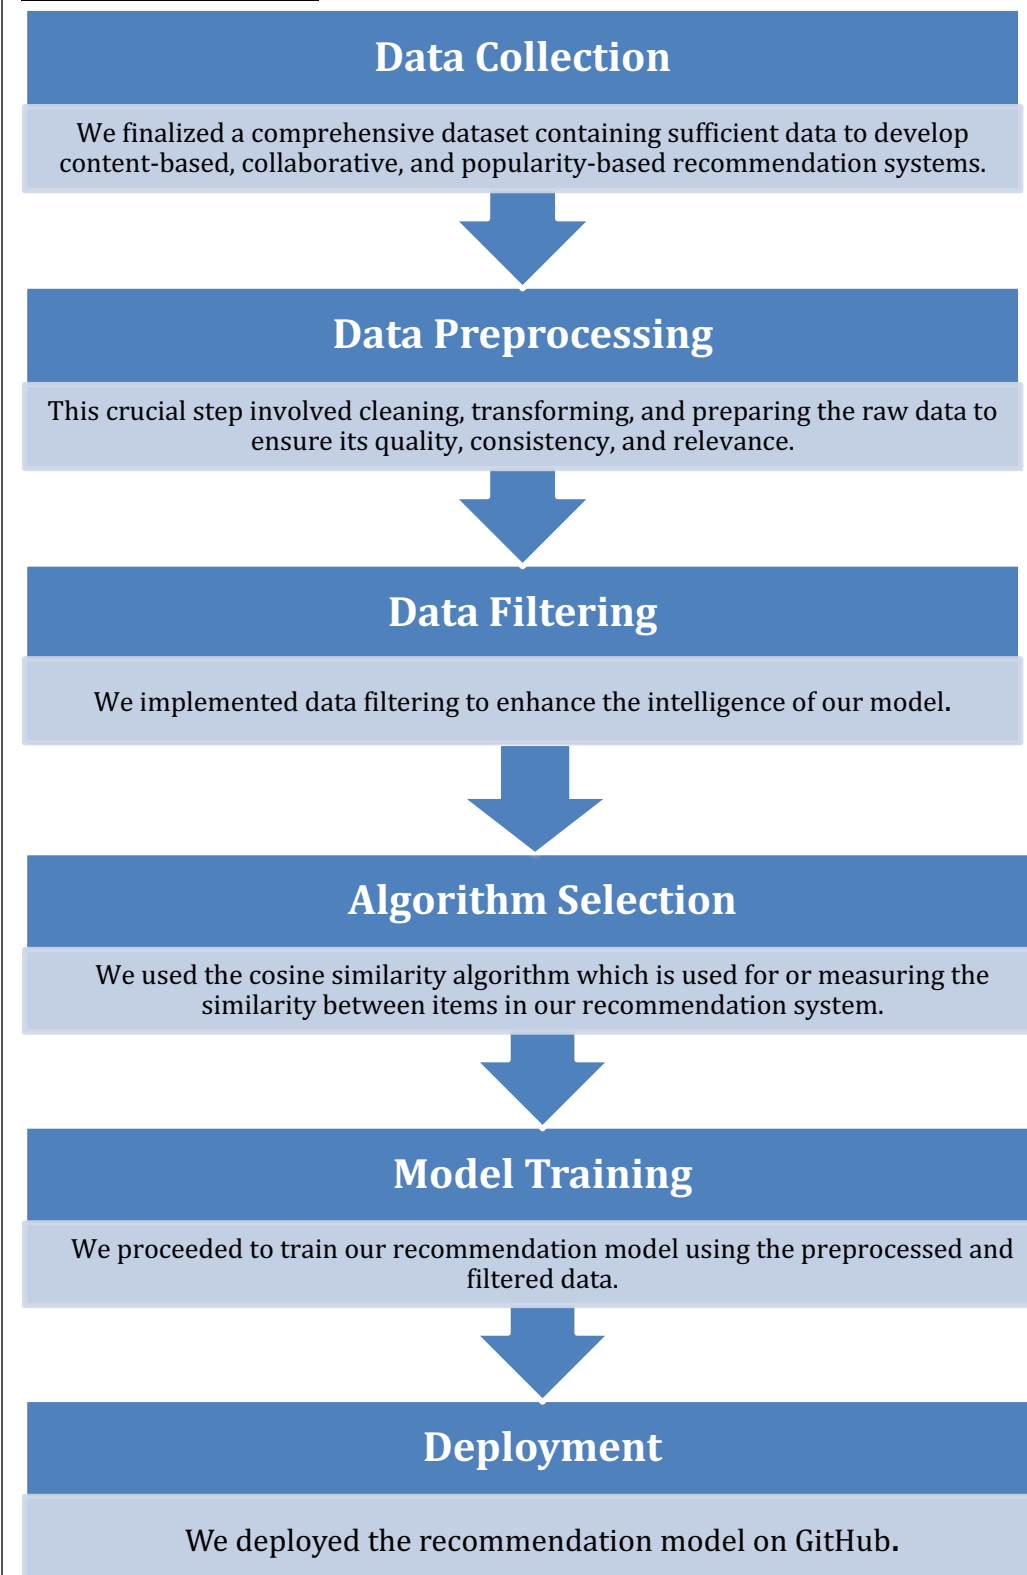 Data Collection
We finalized a comprehensive dataset containing sufficient data to develop
content-based, collaborative, and popularity-based recommendation systems.
Data Preprocessing
This crucial step involved cleaning, transforming, and preparing the raw data to
ensure its quality, consistency, and relevance.
Data Filtering
We implemented data filtering to enhance the intelligence of our model.
Algorithm Selection
We used the cosine similarity algorithm which is used for or measuring the
similarity between items in our recommendation system.
Model Training
We proceeded to train our recommendation model using the preprocessed and
filtered data.
Deployment
We deployed the recommendation model on GitHub.